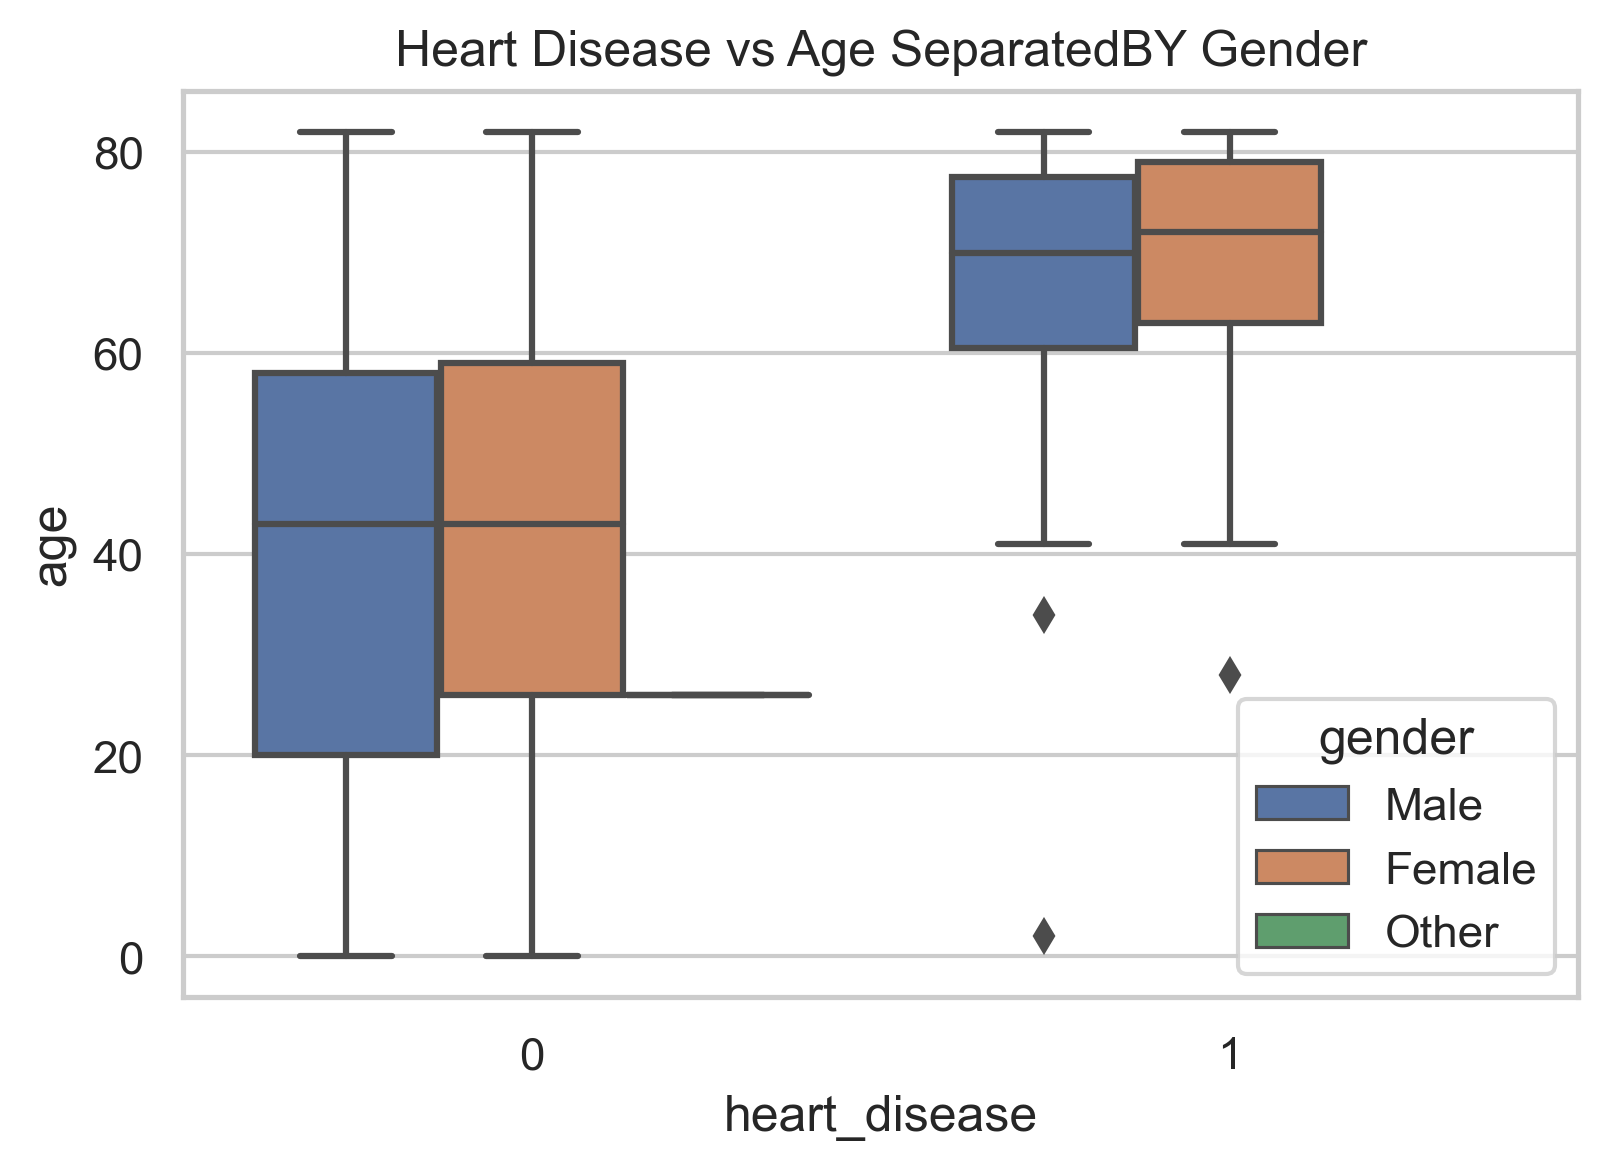 Heart Disease vs Age SeparatedBY Gender
80
60
40
20
0
age
0
1
heart_disease
gender
Male
Female
Other